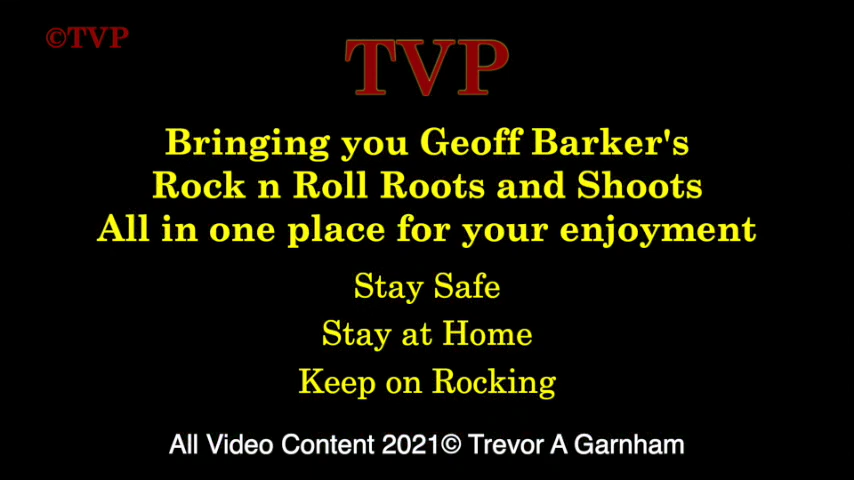 ©TVP
TVP
Bringing you Geoff Barker's
Rock n Roll Roots and Shoots
All in one place for your enjoyment
Stay Safe
Stay at Home
Keep on Rocking
All Video Content 2021© Trevor A Garnham